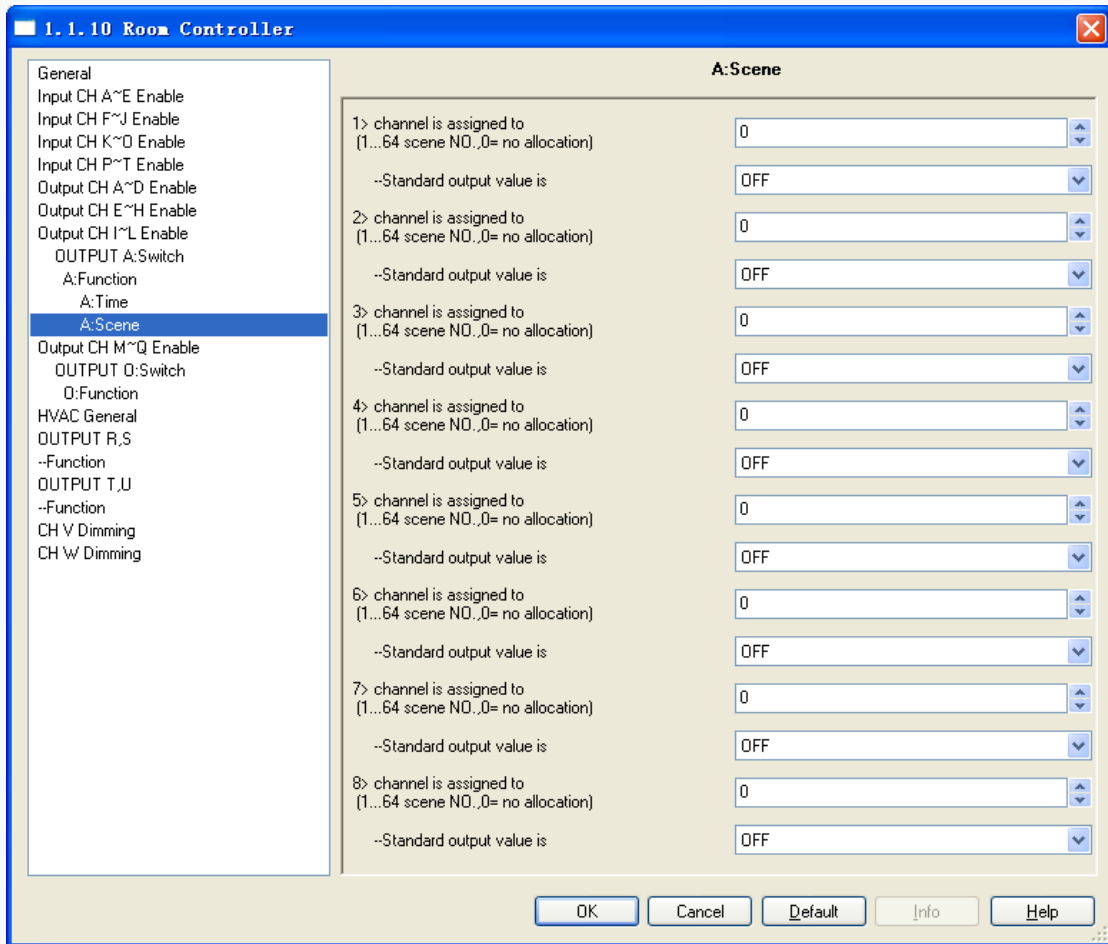 1.1.10 Room Controller
General
Input CH A~E Enable
Input CH F~J Enable
Input CH K~O Enable
Input CH P~T Enable
Output CH A~D Enable
Output CH E~H Enable
Output CH I~L Enable
OUTPUT A:Switch
A:Function
A:Time
A:Scene
Output CH M~Q Enable
OUTPUT O:Switch
O:Function
HVAC General
OUTPUT R,S
--Function
OUTPUT T,U
--Function
CH V Dimming
CH W Dimming
A:Scene
1> channel is assigned to
(1...64 scene NO.,0= no allocation)
0
--Standard output value is
OFF
2> channel is assigned to
(1...64 scene NO.,0= no allocation)
0
--Standard output value is
OFF
3> channel is assigned to
(1...64 scene NO.,0= no allocation)
0
--Standard output value is
OFF
4> channel is assigned to
(1...64 scene NO.,0= no allocation)
0
--Standard output value is
OFF
5> channel is assigned to
(1...64 scene NO.,0= no allocation)
0
--Standard output value is
OFF
6> channel is assigned to
(1...64 scene NO.,0= no allocation)
0
--Standard output value is
OFF
7> channel is assigned to
(1...64 scene NO.,0= no allocation)
0
--Standard output value is
OFF
8> channel is assigned to
(1...64 scene NO.,0= no allocation)
0
--Standard output value is
OFF
OK Cancel Default Info Help